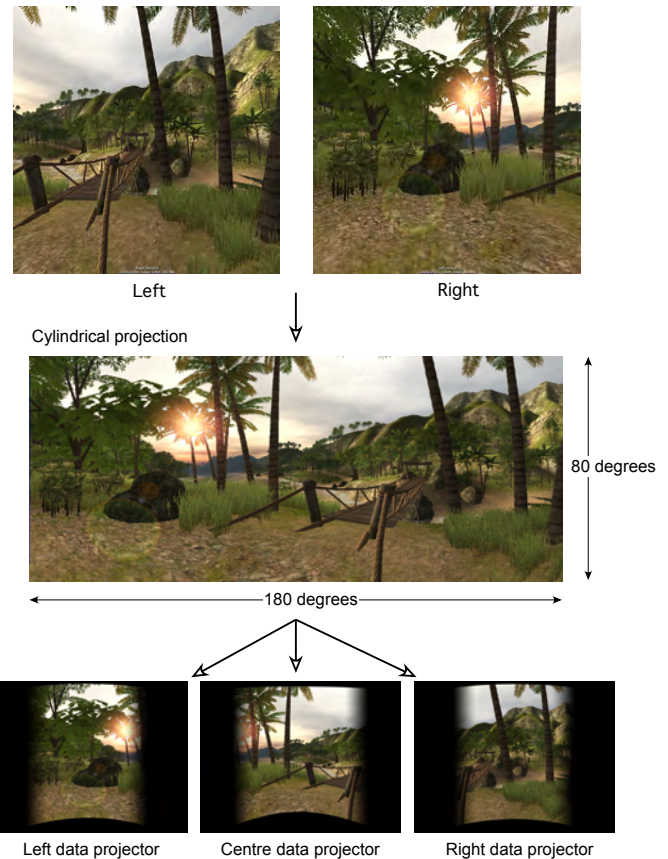 Left
Right
Cylindrical projection
80 degrees
180 degrees
Left data projector
Centre data projector
Right data projector